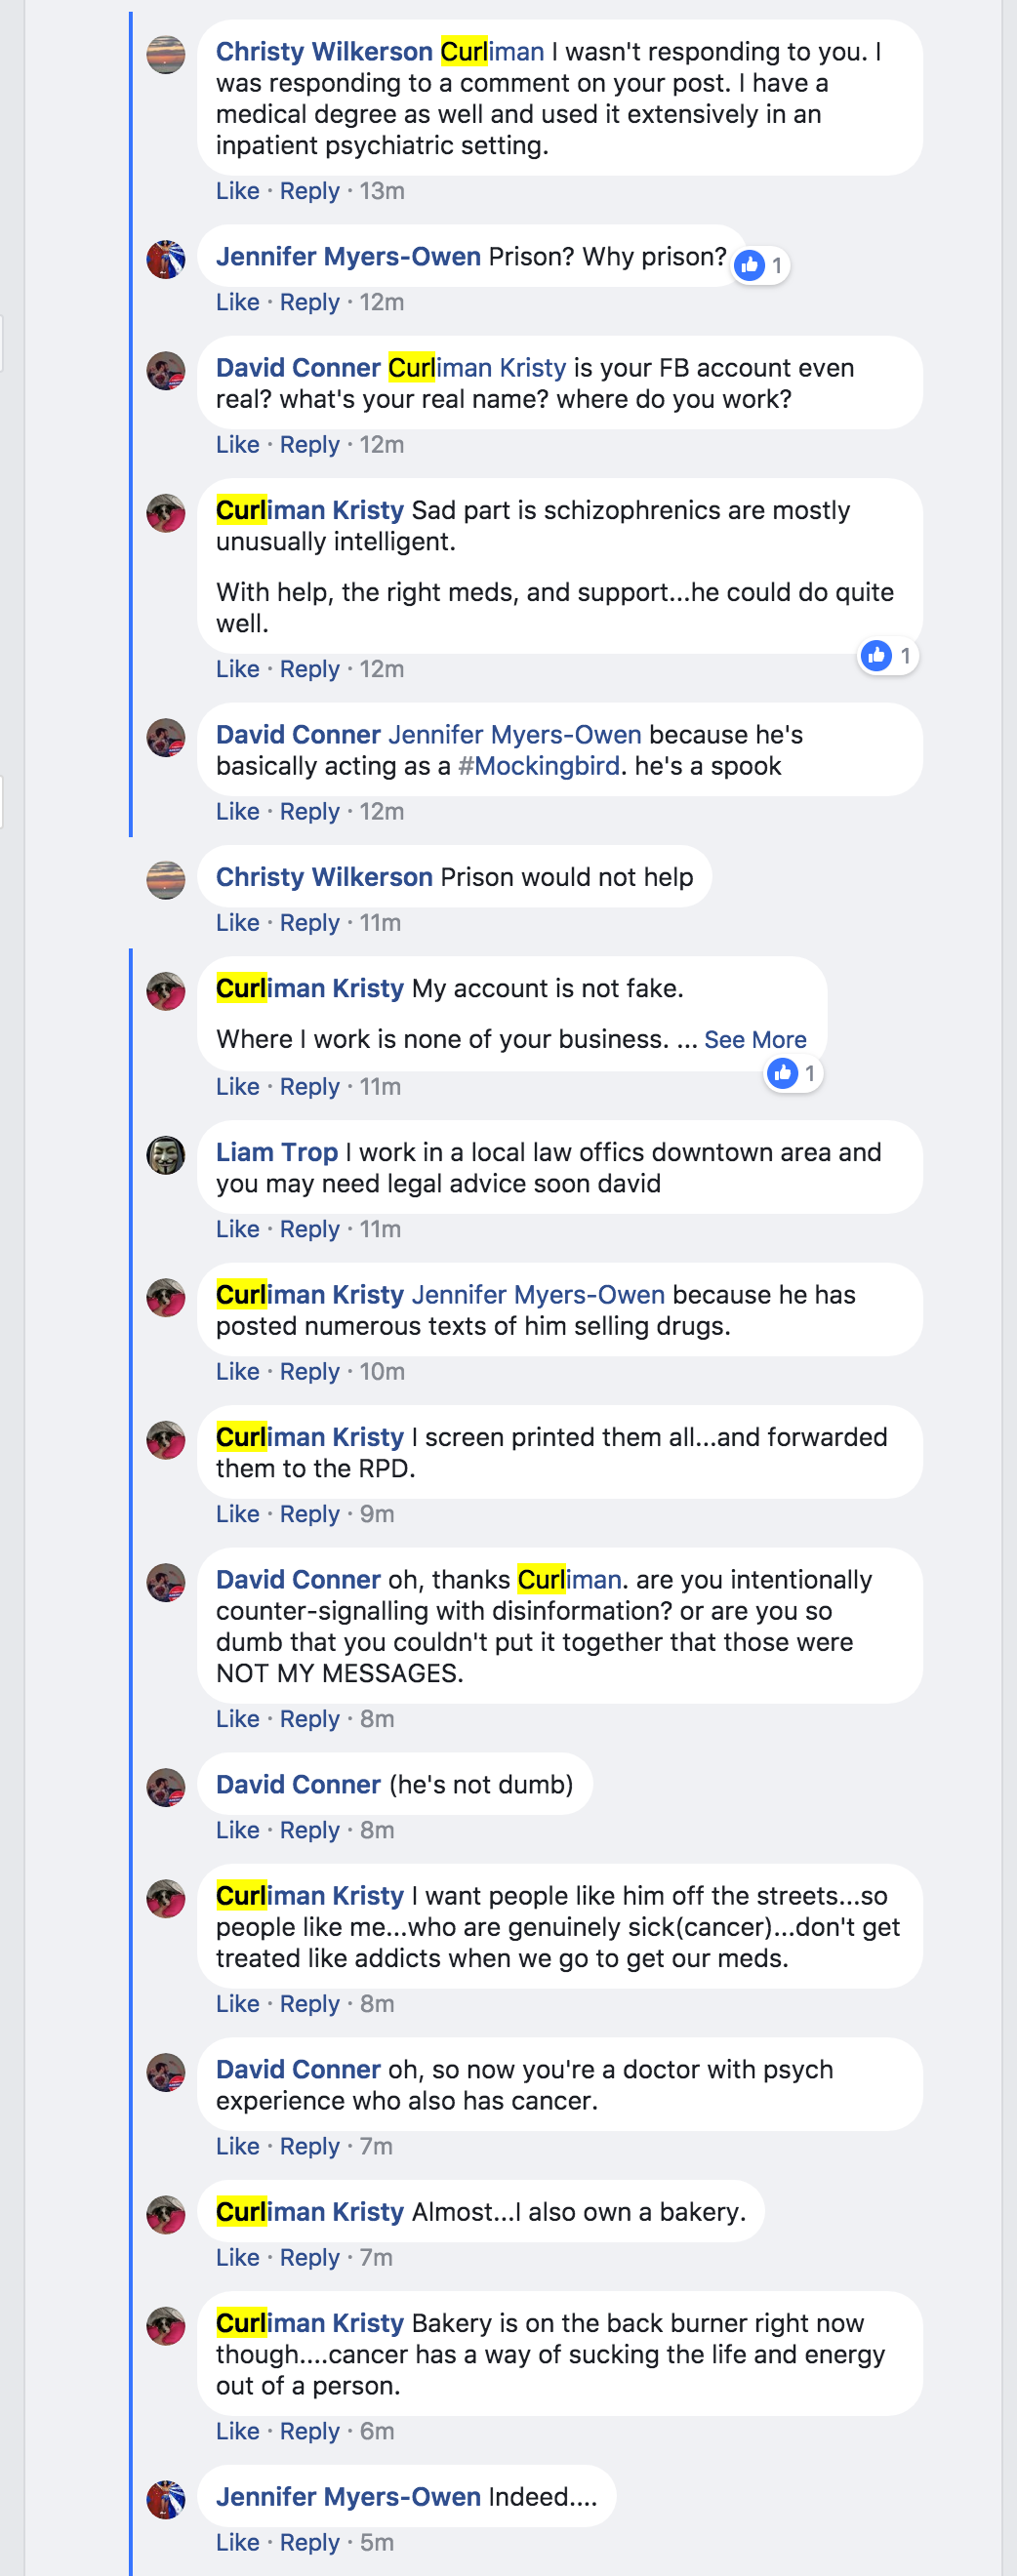 Christy Wilkerson Curliman I wasn't responding to you. I
was responding to a comment on your post. I have a
medical degree as well and used it extensively in an
inpatient psychiatric setting.
Like · Reply · 13m
Jennifer Myers-Owen Prison? Why prison?
1
Like · Reply · 12m
David Conner Curliman Kristy is your FB account even
real? what's your real name? where do you work?
Like · Reply · 12m
Curliman Kristy Sad part is schizophrenics are mostly
unusually intelligent.
With help, the right meds, and support...he could do quite
well.
1
Like · Reply · 12m
David Conner Jennifer Myers-Owen because he's
basically acting as a #Mockingbird. he's a spook
Like · Reply · 12m
Christy Wilkerson Prison would not help
Like · Reply · 11m
Curliman Kristy My account is not fake.
Where I work is none of your business. ... See More
1
Like · Reply · 11m
Liam Trop I work in a local law offics downtown area and
you may need legal advice soon david
Like · Reply · 11m
Curliman Kristy Jennifer Myers-Owen because he has
posted numerous texts of him selling drugs.
Like · Reply · 10m
Curliman Kristy I screen printed them all...and forwarded
them to the RPD.
Like · Reply · 9m
David Conner oh, thanks Curliman. are you intentionally
counter-signalling with disinformation? or are you so
dumb that you couldn't put it together that those were
NOT MY MESSAGES.
Like · Reply · 8m
David Conner (he's not dumb)
Like · Reply · 8m
Curliman Kristy I want people like him off the streets...so
people like me...who are genuinely sick(cancer)...don't get
treated like addicts when we go to get our meds.
Like · Reply · 8m
David Conner oh, so now you're a doctor with psych
experience who also has cancer.
Like · Reply · 7m
Curliman Kristy Almost...I also own a bakery.
Like · Reply · 7m
Curliman Kristy Bakery is on the back burner right now
though....cancer has a way of sucking the life and energy
out of a person.
Like · Reply · 6m
Jennifer Myers-Owen Indeed....
Like · Reply · 5m